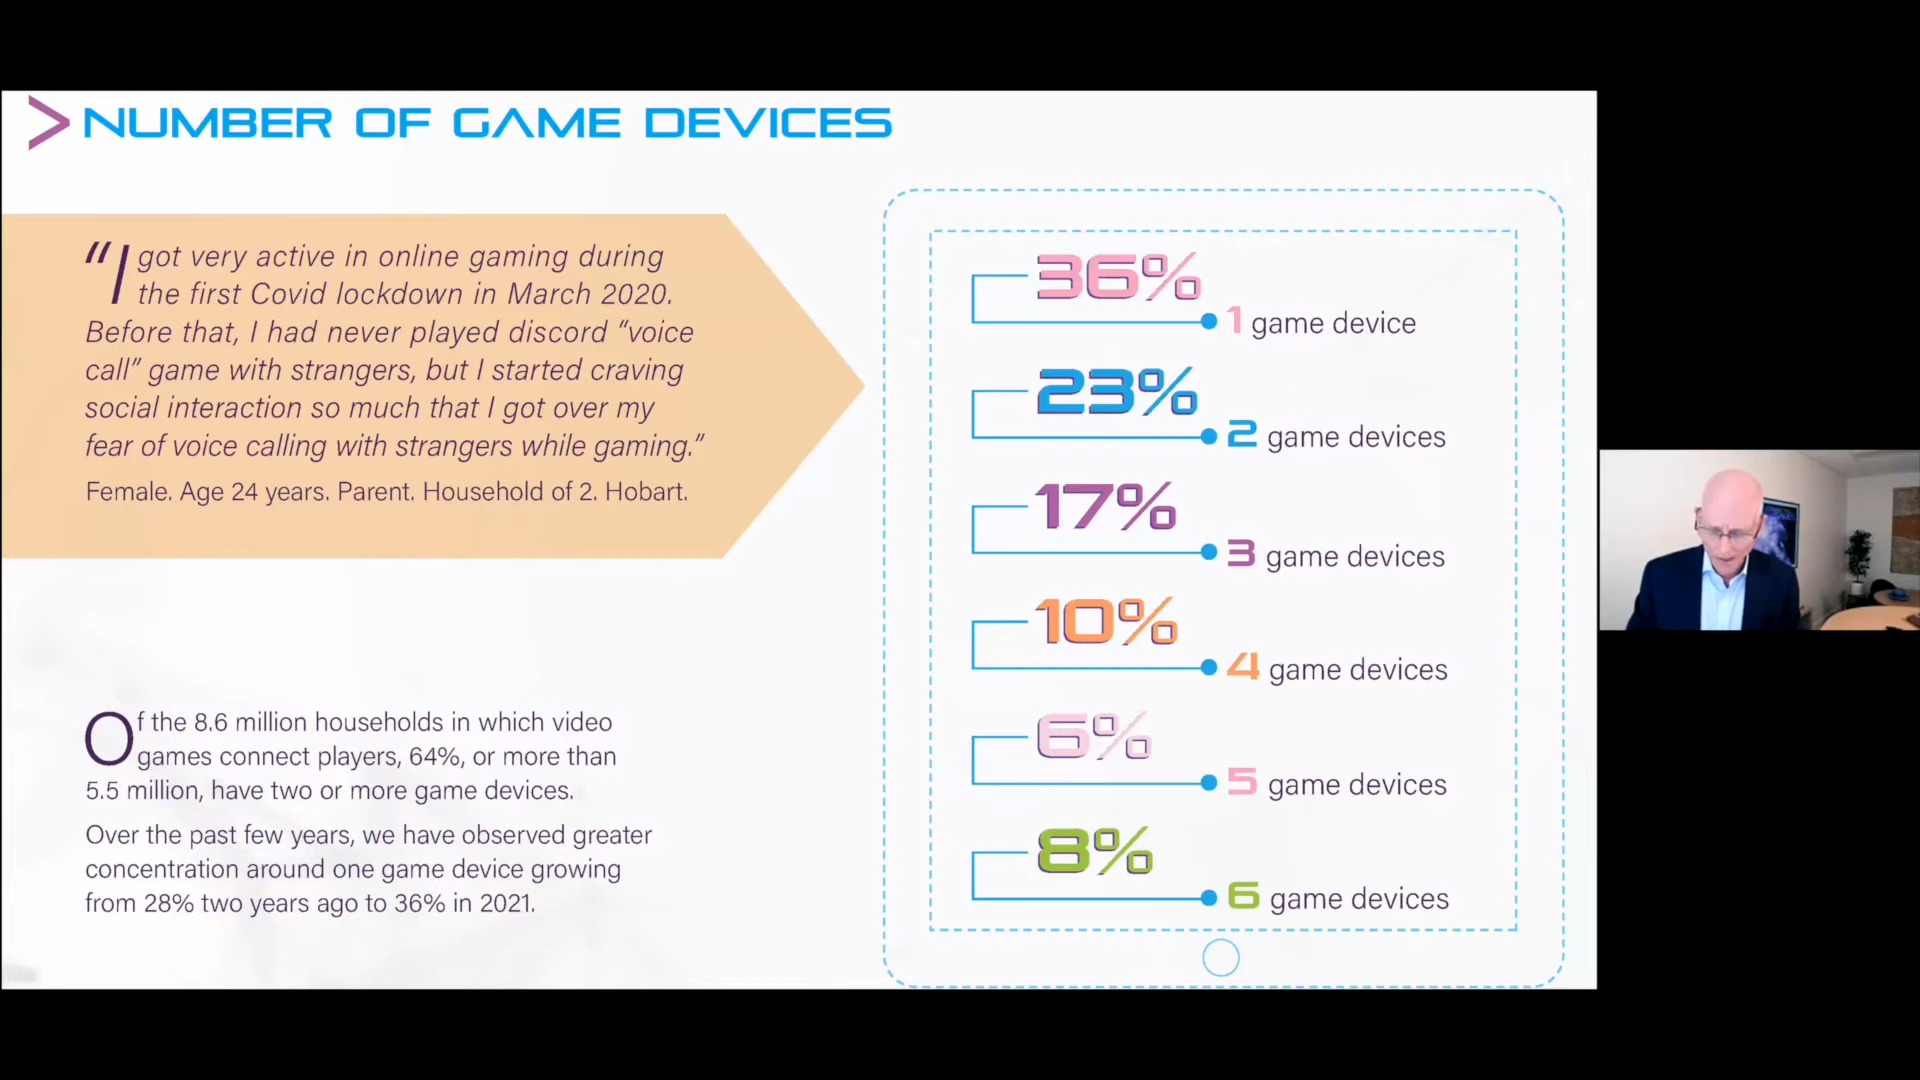 > NUMBER OF GAME DEVICES
“I got very active in online gaming during
the first Covid lockdown in March 2020.
Before that, I had never played discord “voice
call” game with strangers, but I started craving
social interaction so much that I got over my
fear of voice calling with strangers while gaming.”
Female. Age 24 years. Parent. Household of 2. Hobart.
Of the 8.6 million households in which video
games connect players, 64%, or more than
5.5 million, have two or more game devices.
Over the past few years, we have observed greater
concentration around one game device growing
from 28% two years ago to 36% in 2021.
36%
1 game device
23%
2 game devices
17%
3 game devices
10%
4 game devices
6%
5 game devices
8%
6 game devices